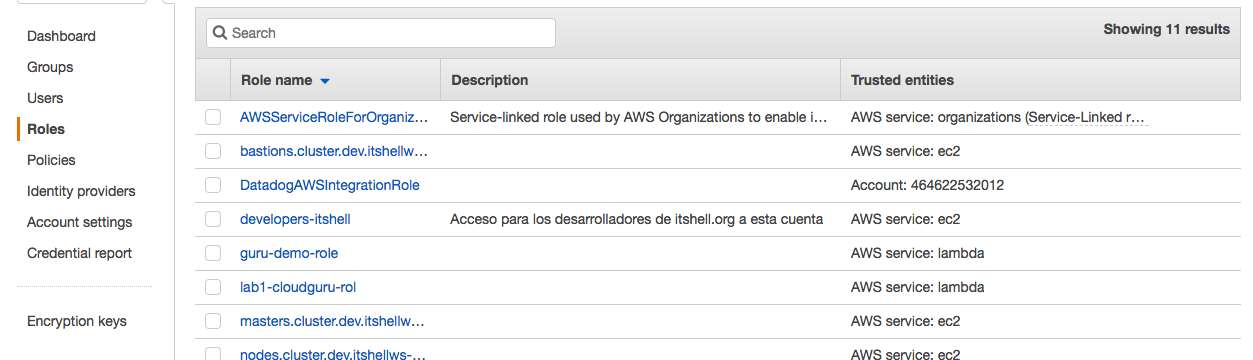 Dashboard
Groups
Users
Roles
Policies
Identity providers
Account settings
Credential report
Encryption keys
Search
Showing 11 results
Role name Description Trusted entities
AWSServiceRoleForOrganiz… Service-linked role used by AWS Organizations to enable i… AWS service: organizations (Service-Linked r…
bastions.cluster.dev.itshellw… AWS service: ec2
DatadogAWSIntegrationRole Account: 464622532012
developers-itshell Acceso para los desarrolladores de itshell.org a esta cuenta AWS service: ec2
guru-demo-role AWS service: lambda
lab1-cloudguru-rol AWS service: lambda
masters.cluster.dev.itshellw… AWS service: ec2
nodes.cluster.dev.itshellws-… AWS service: ec2